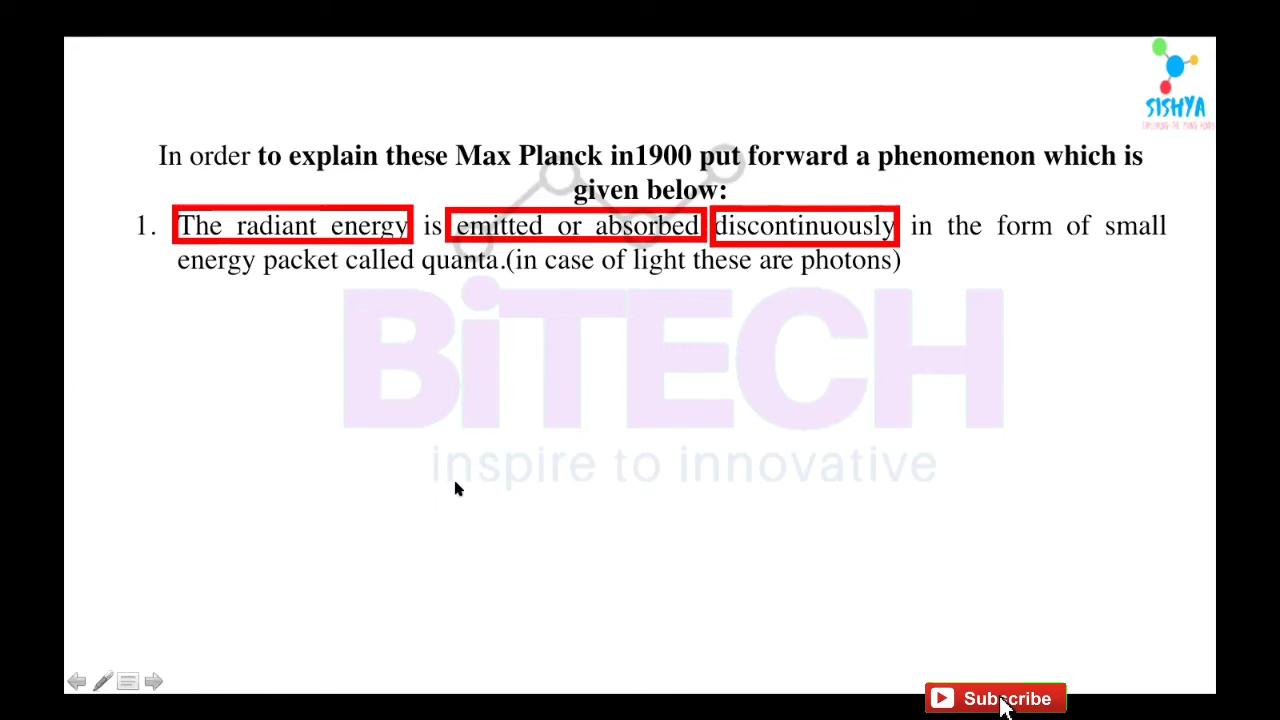 SISHYA
In order to explain these Max Planck in1900 put forward a phenomenon which is
given below:
1. The radiant energy is emitted or absorbed discontinuously in the form of small
energy packet called quanta.(in case of light these are photons)
BiTECH
inspire to innovative
Subscribe